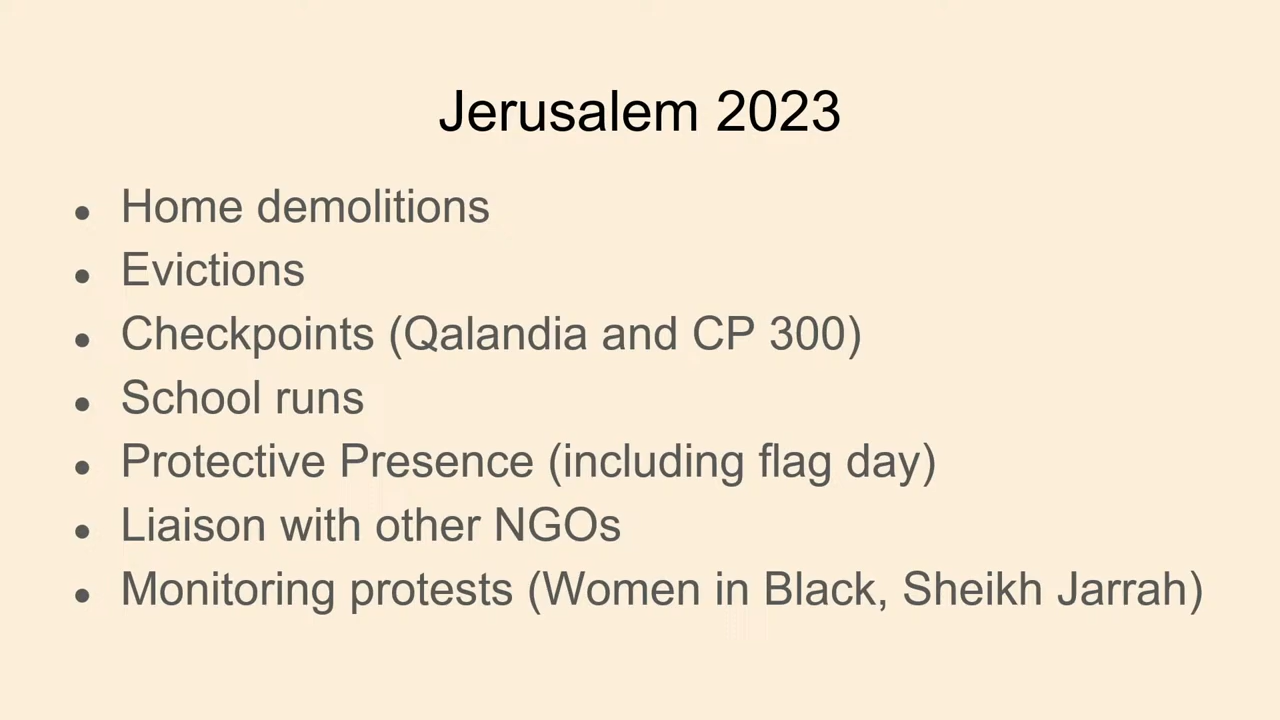 Jerusalem 2023
● Home demolitions
● Evictions
● Checkpoints (Qalandia and CP 300)
● School runs
● Protective Presence (including flag day)
● Liaison with other NGOs
● Monitoring protests (Women in Black, Sheikh Jarrah)